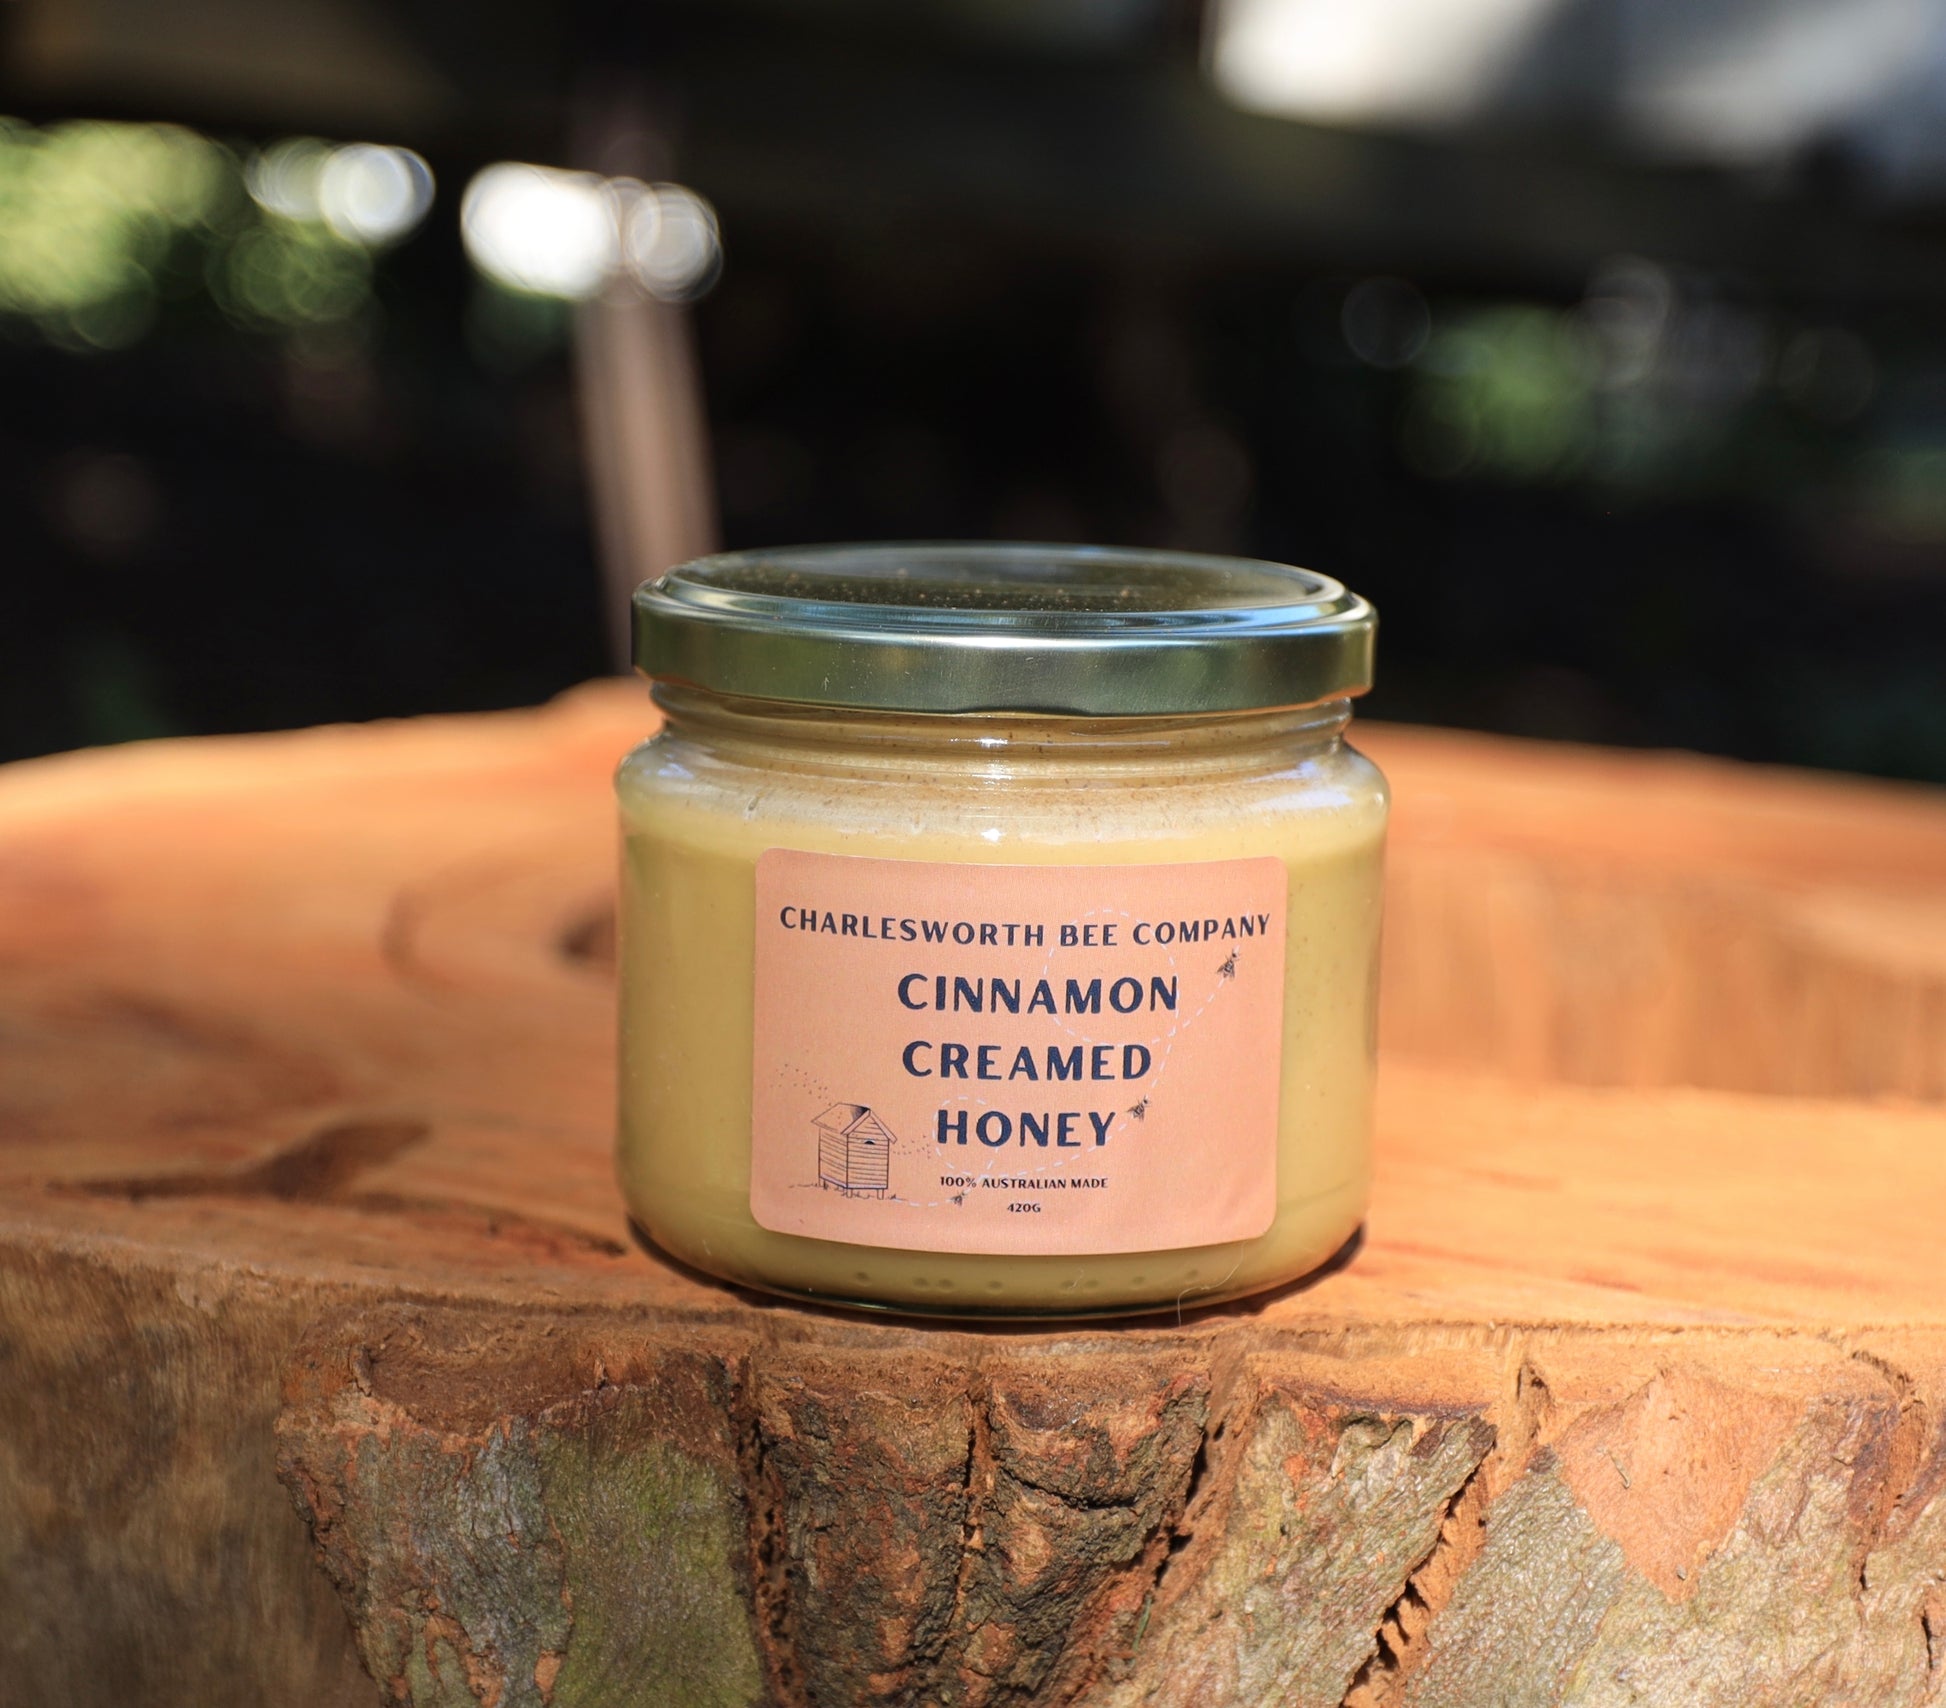 CHARLESWORTH BEE COMPANY
CINNAMON
CREAMED
HONEY
100% AUSTRALIAN MADE
420G